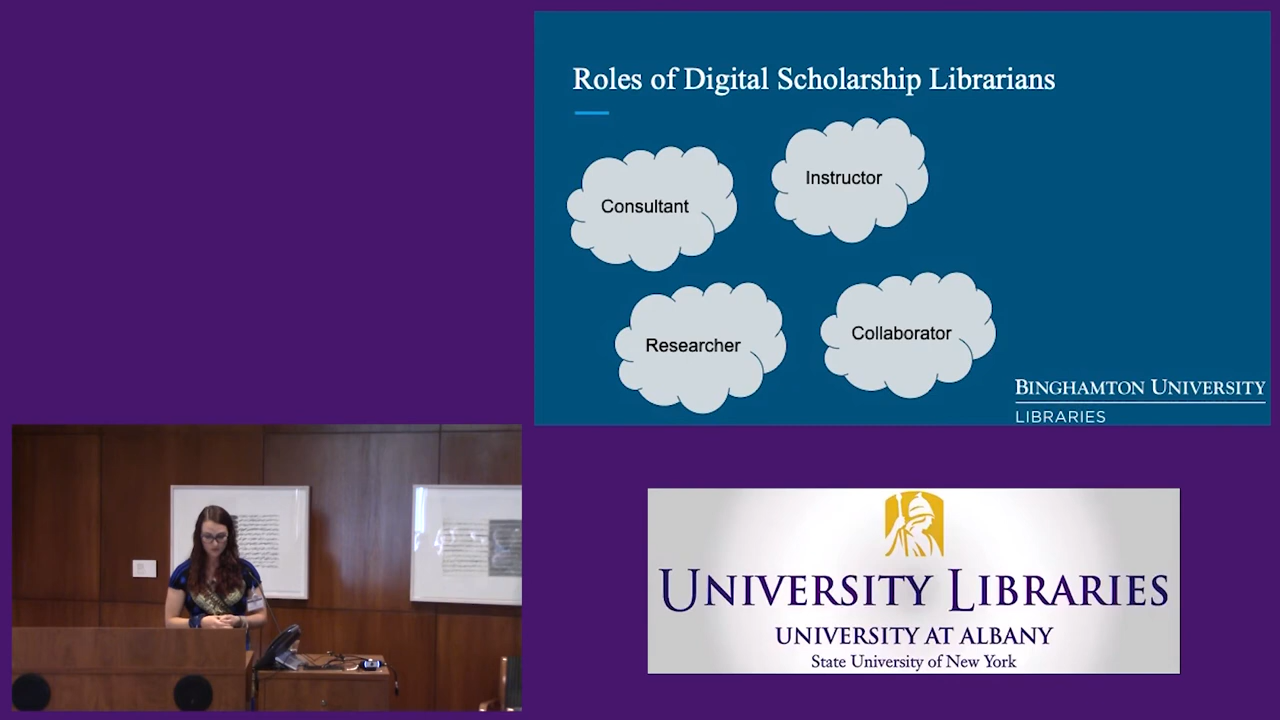 Roles of Digital Scholarship Librarians
Consultant
Instructor
Researcher
Collaborator
BINGHAMTON UNIVERSITY
LIBRARIES
UNIVERSITY LIBRARIES
UNIVERSITY AT ALBANY
State University of New York